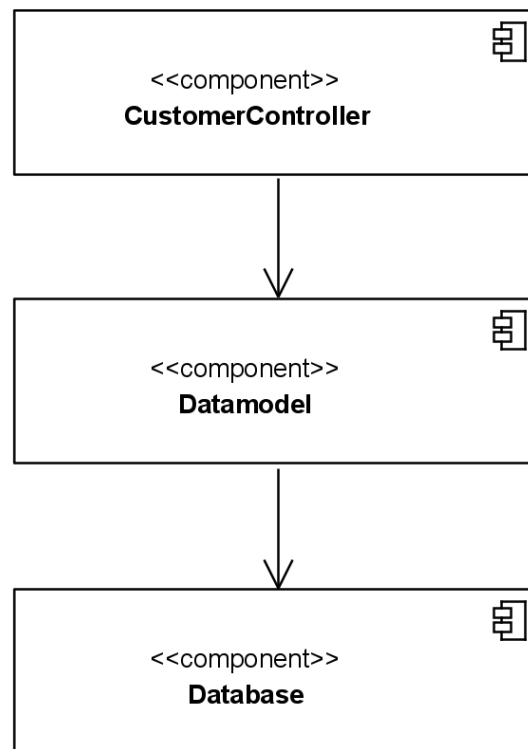 <<component>>
CustomerController
<<component>>
Datamodel
<<component>>
Database